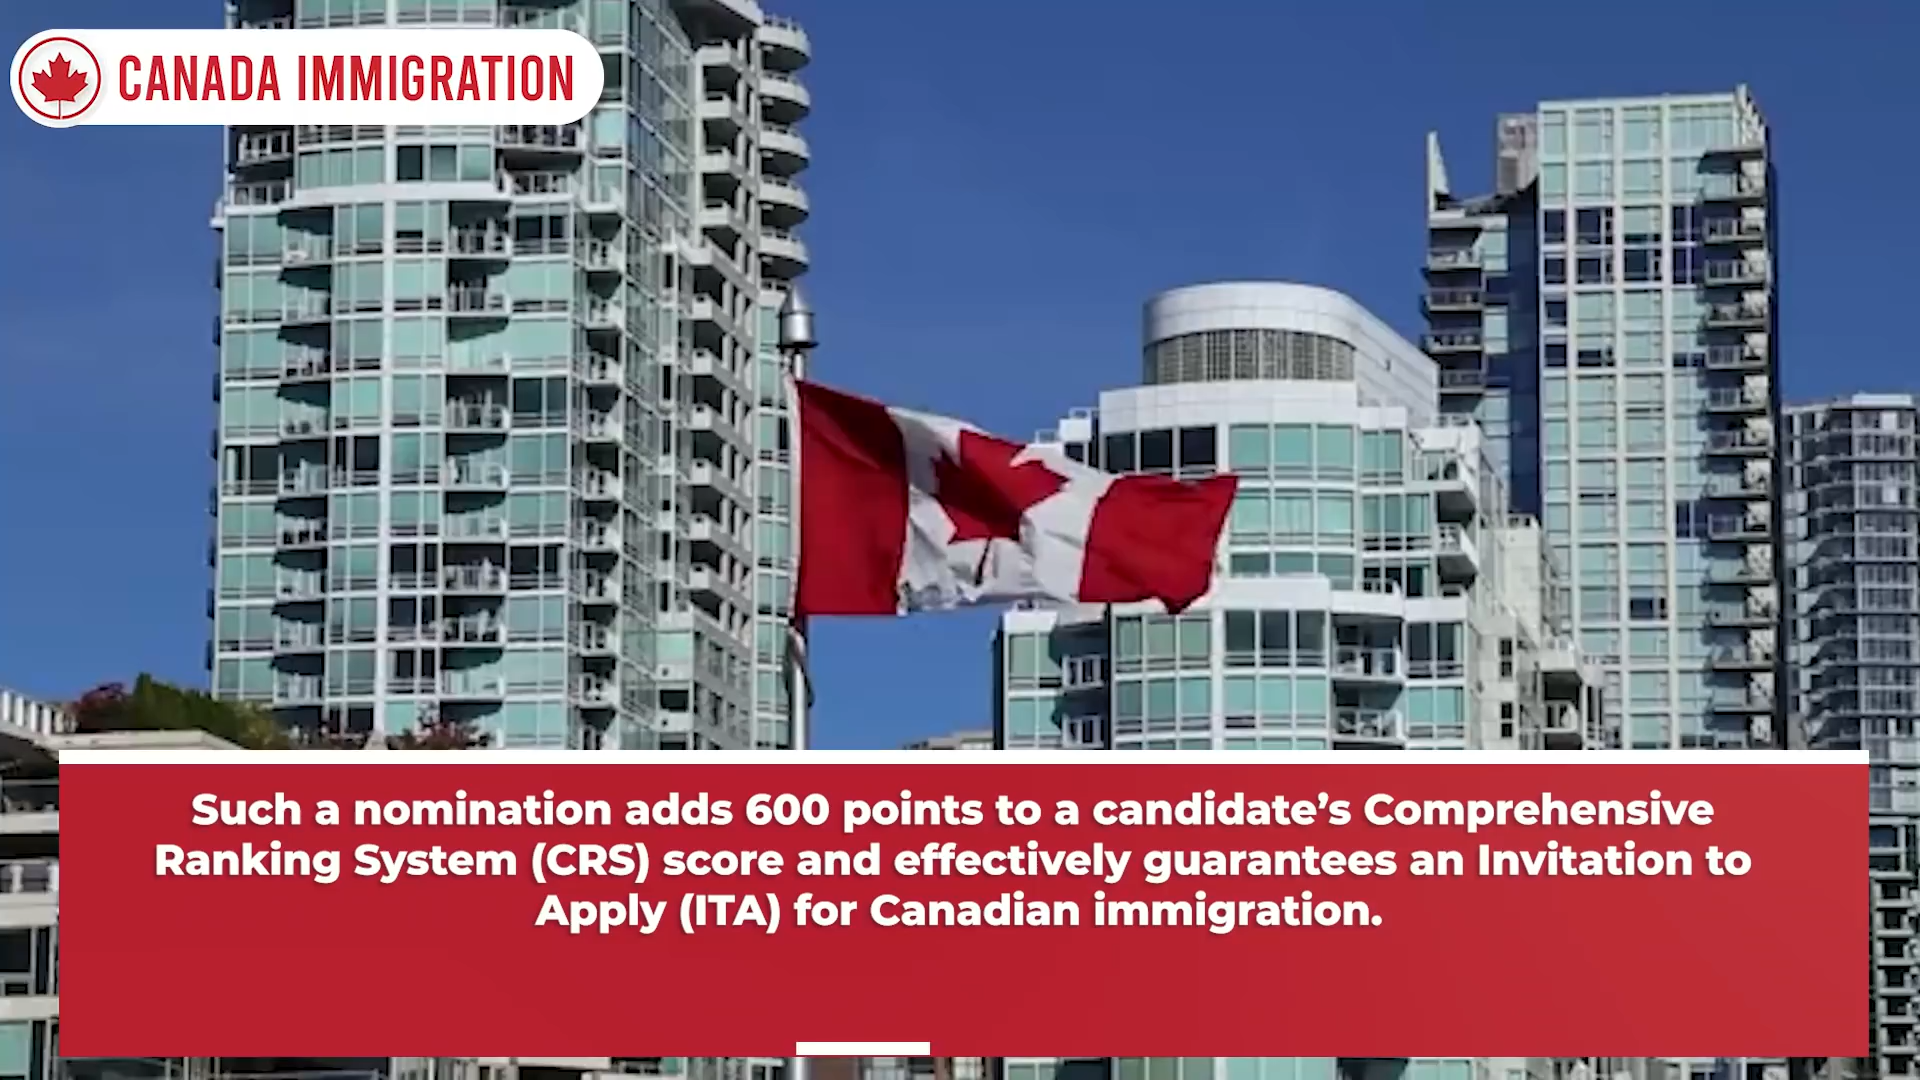 CANADA IMMIGRATION
Such a nomination adds 600 points to a candidate’s Comprehensive
Ranking System (CRS) score and effectively guarantees an Invitation to
Apply (ITA) for Canadian immigration.